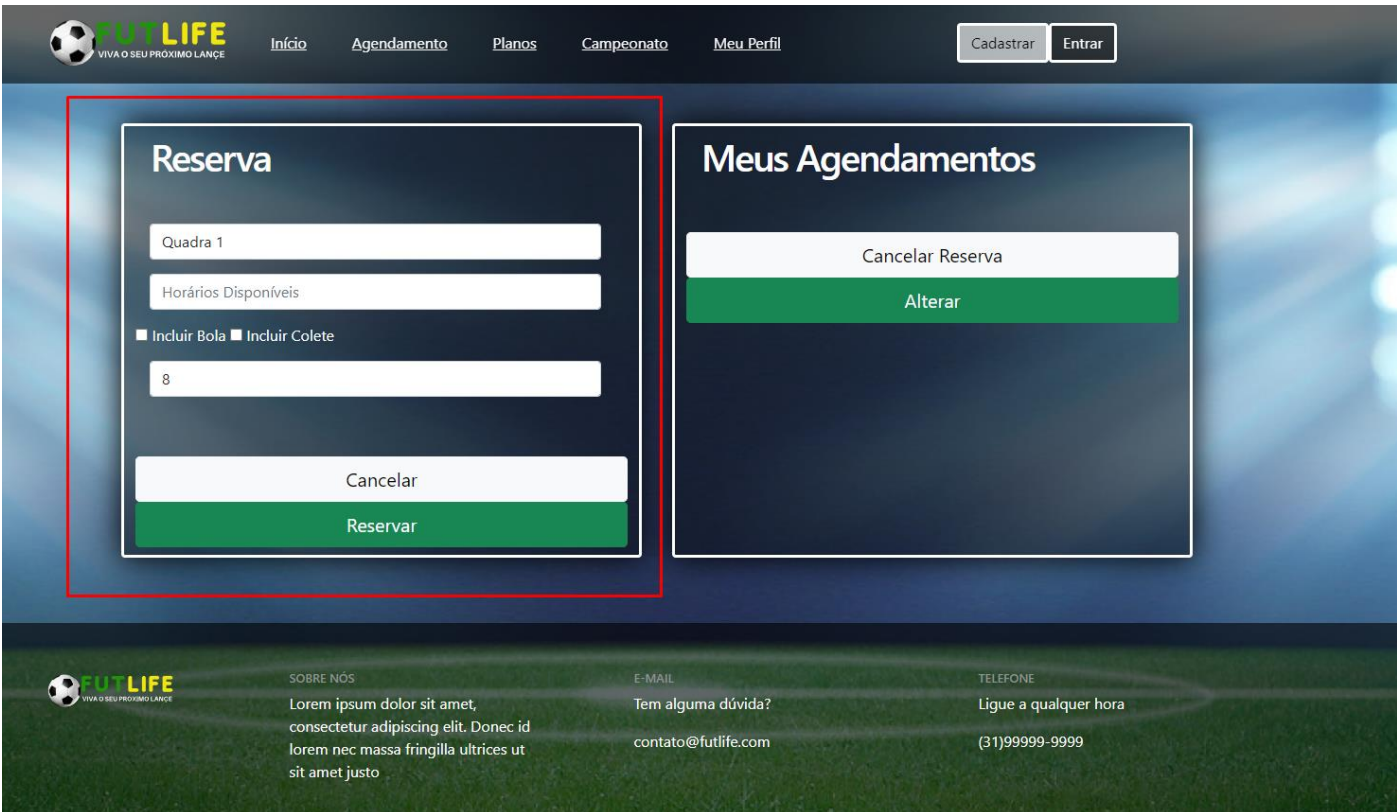 FUTLIFE
VIVA O SEU PRÓXIMO LANÇE
Início Agendamento Planos Campeonato Meu Perfil
Cadastrar Entrar
Reserva
Quadra 1
Horários Disponíveis
Incluir Bola Incluir Colete
8
Cancelar
Reservar
Meus Agendamentos
Cancelar Reserva
Alterar
FUTLIFE
VIVA O SEU PRÓXIMO LANCE
SOBRE NÓS
Lorem ipsum dolor sit amet,
consectetur adipiscing elit. Donec id
lorem nec massa fringilla ultrices ut
sit amet justo
E-MAIL
Tem alguma dúvida?
contato@futlife.com
TELEFONE
Ligue a qualquer hora
(31)99999-9999